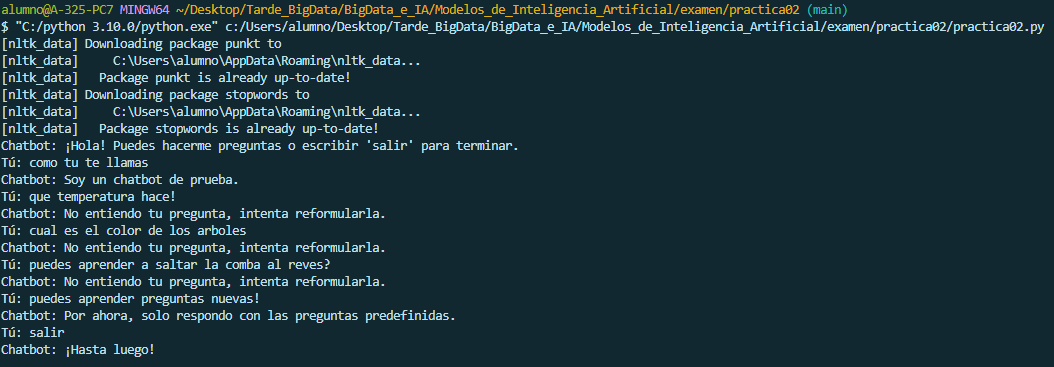 alumno@A-325-PC7 MINGW64 ~/Desktop/Tarde_BigData/BigData_e_IA/Modelos_de_Inteligencia_Artificial/examen/practica02 (main)
$ "C:/python 3.10.0/python.exe" c:/Users/alumno/Desktop/Tarde_BigData/BigData_e_IA/Modelos_de_Inteligencia_Artificial/examen/practica02/practica02.py
[nltk_data] Downloading package punkt to
[nltk_data]     C:\Users\alumno\AppData\Roaming\nltk_data...
[nltk_data]   Package punkt is already up-to-date!
[nltk_data] Downloading package stopwords to
[nltk_data]     C:\Users\alumno\AppData\Roaming\nltk_data...
[nltk_data]   Package stopwords is already up-to-date!
Chatbot: ¡Hola! Puedes hacerme preguntas o escribir 'salir' para terminar.
Tú: como tu te llamas
Chatbot: Soy un chatbot de prueba.
Tú: que temperatura hace!
Chatbot: No entiendo tu pregunta, intenta reformularla.
Tú: cual es el color de los arboles
Chatbot: No entiendo tu pregunta, intenta reformularla.
Tú: puedes aprender a saltar la comba al reves?
Chatbot: No entiendo tu pregunta, intenta reformularla.
Tú: puedes aprender preguntas nuevas!
Chatbot: Por ahora, solo respondo con las preguntas predefinidas.
Tú: salir
Chatbot: ¡Hasta luego!